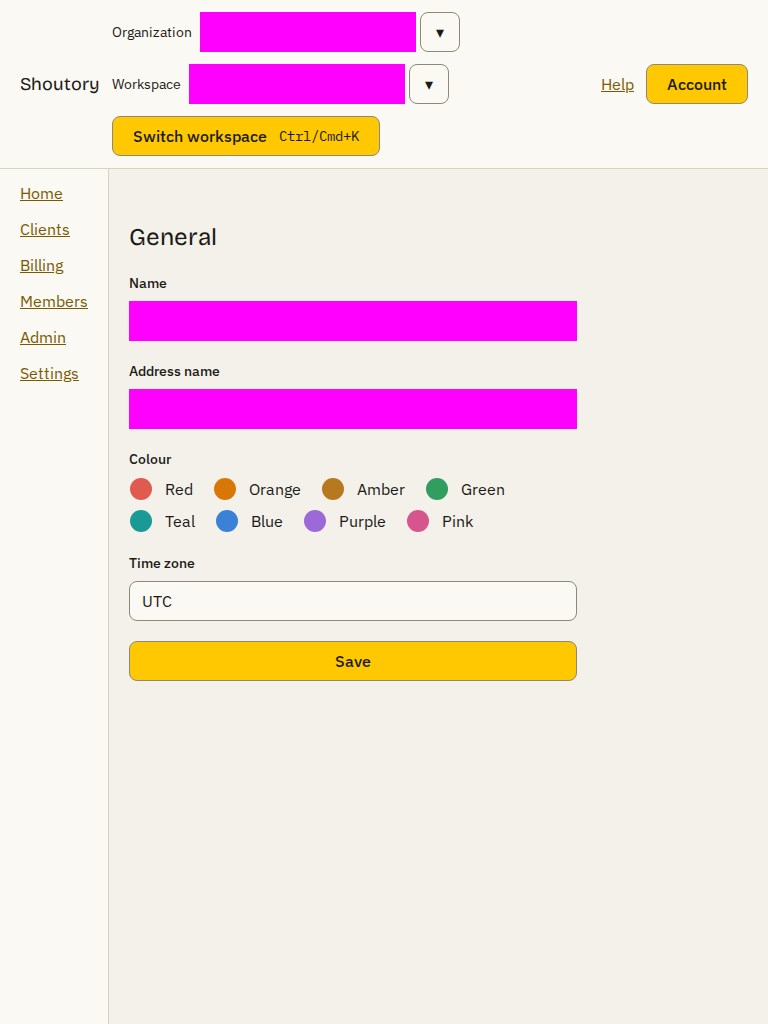 Organization ▼
Shoutory
Workspace ▼
Help
Account
Switch workspace Ctrl/Cmd+K
Home
Clients
Billing
Members
Admin
Settings
General
Name
Address name
Colour
Red Orange Amber Green
Teal Blue Purple Pink
Time zone
UTC
Save